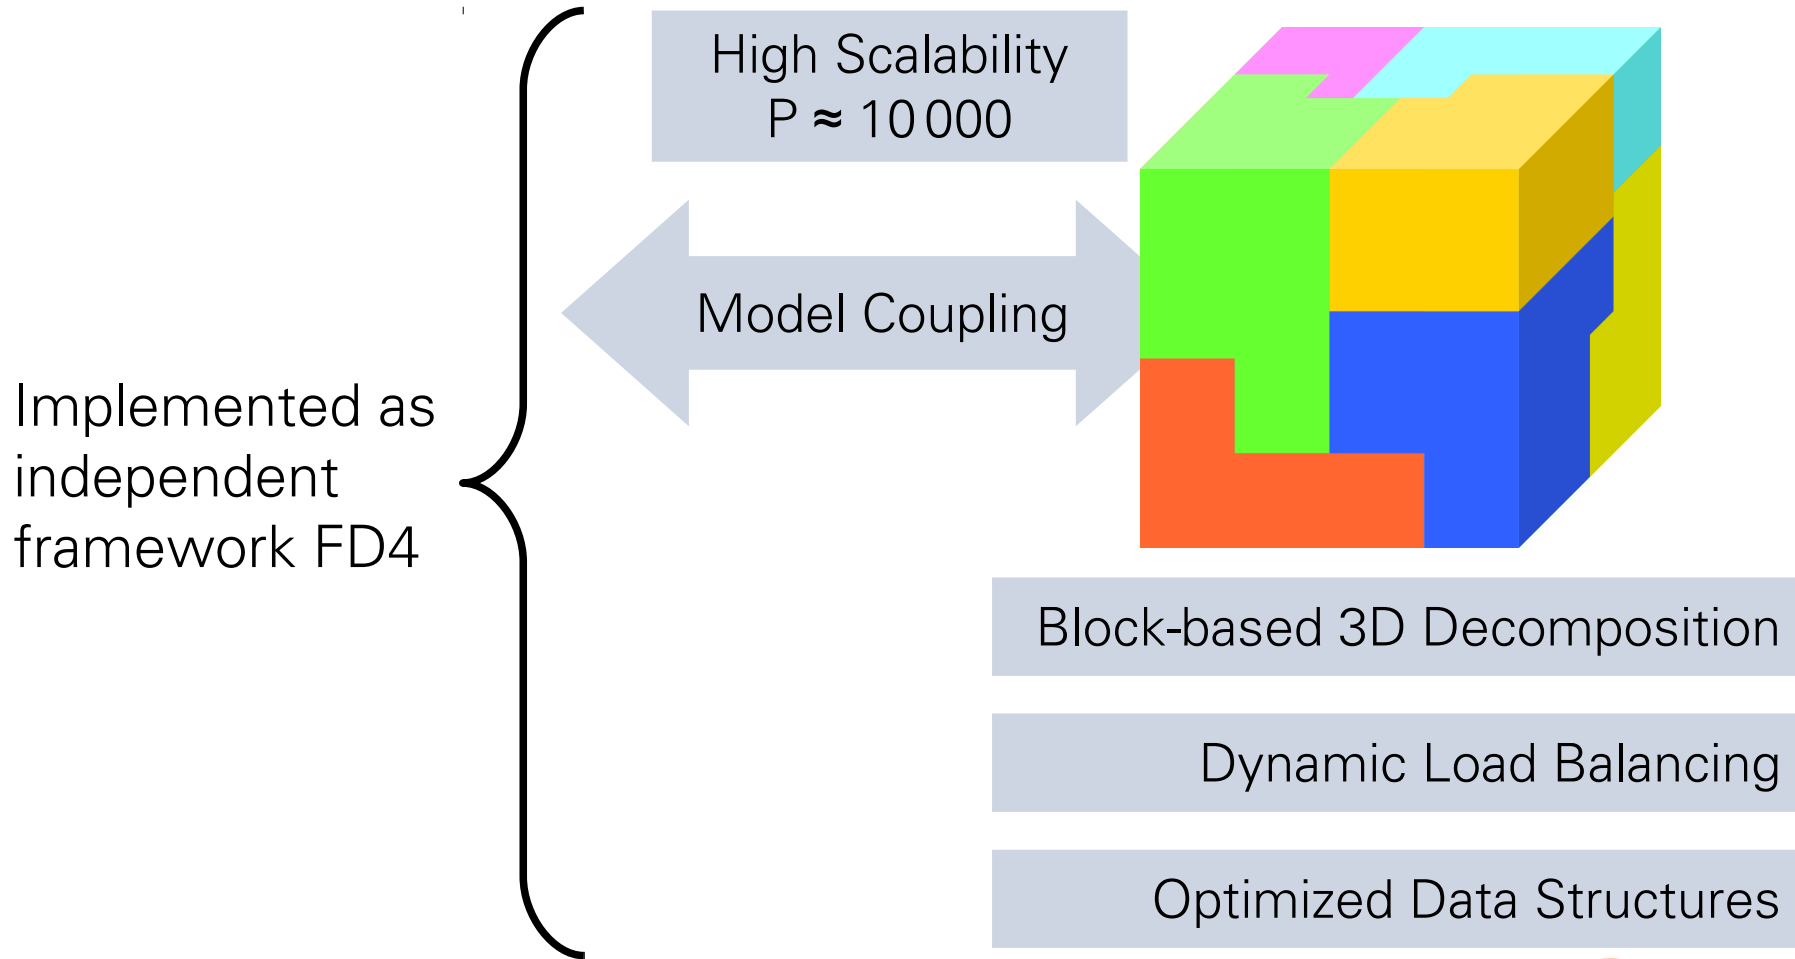 High Scalability
P ≈ 10 000
Model Coupling
Implemented as
independent
framework FD4
Block-based 3D Decomposition
Dynamic Load Balancing
Optimized Data Structures